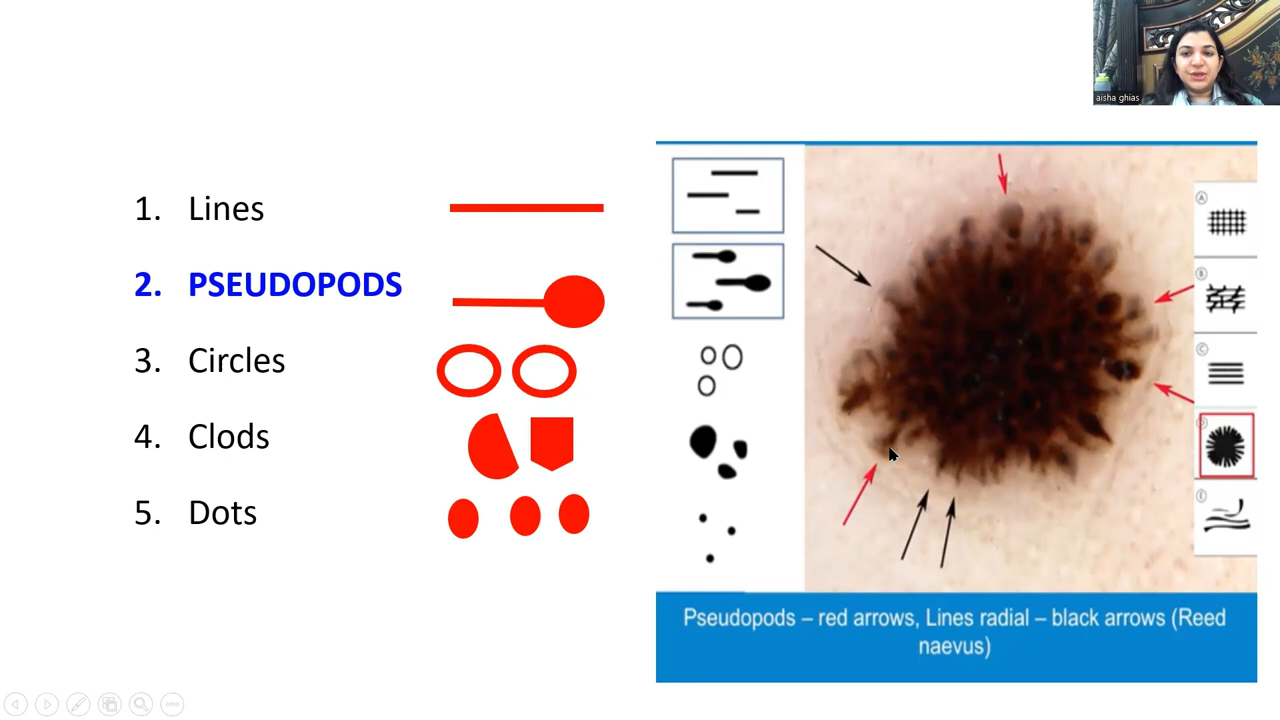 aisha ghias
1. Lines
2. PSEUDOPODS
3. Circles
4. Clods
5. Dots
A
B
C
D
E
Pseudopods – red arrows, Lines radial – black arrows (Reed
naevus)